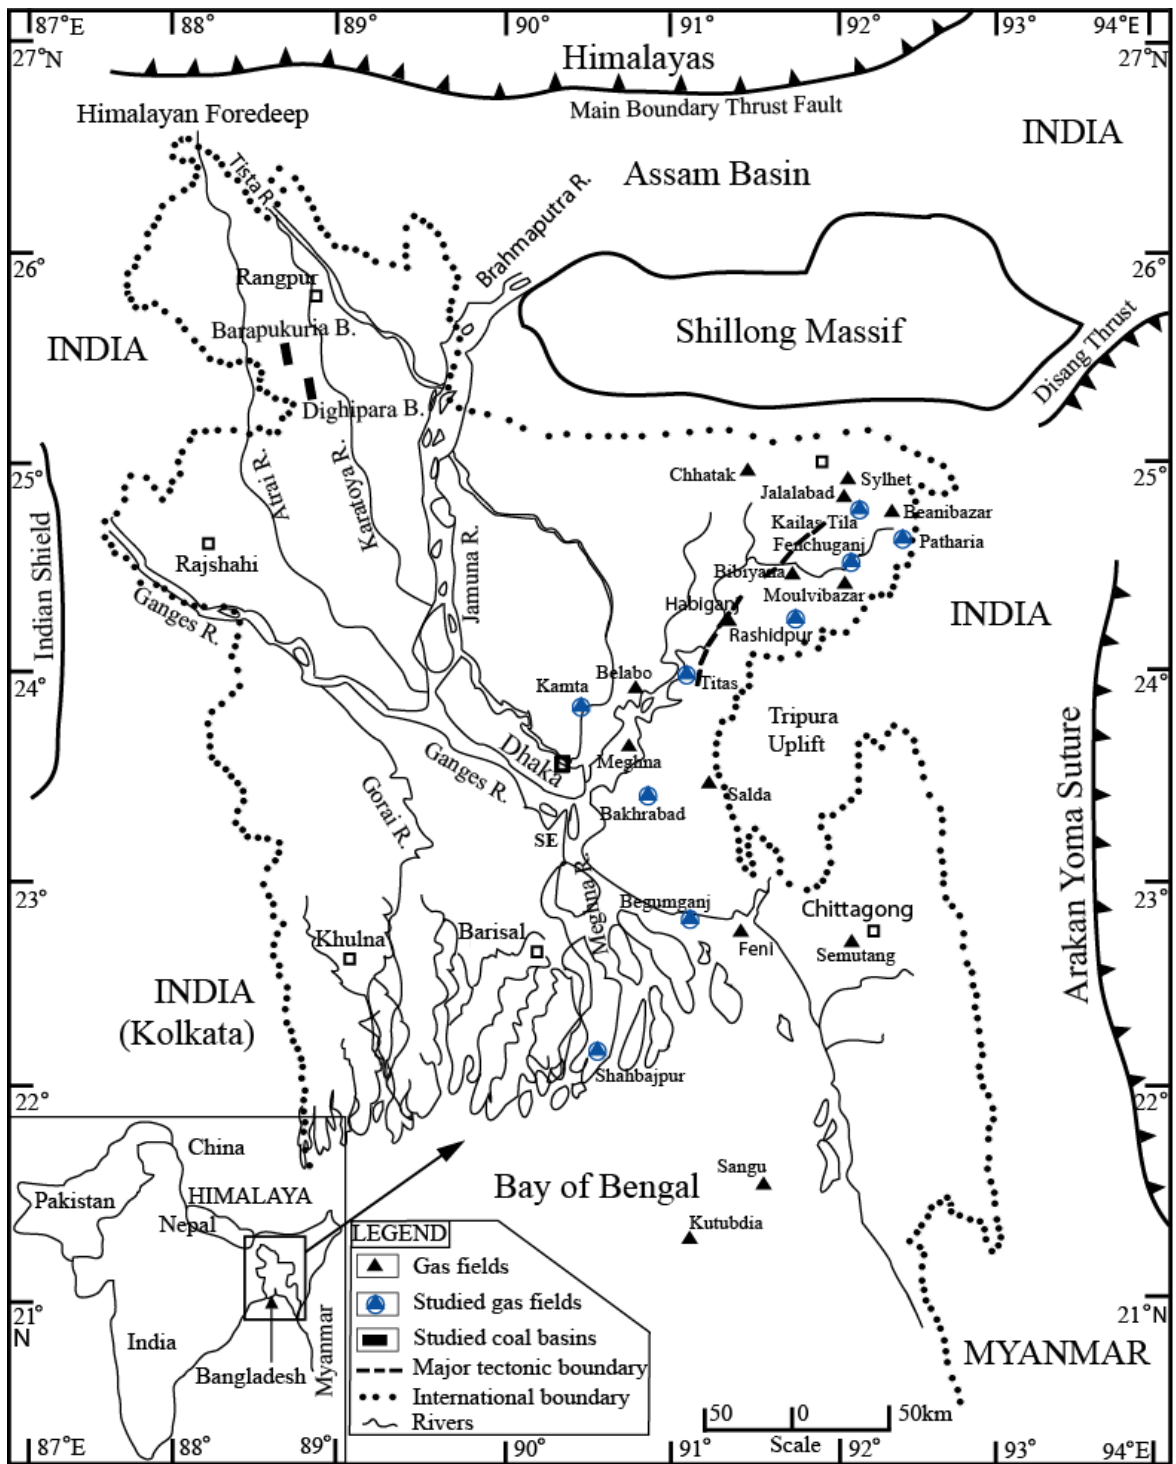 87°E
88°
89°
90°
91°
92°
93°
94°E
27°N
27°N
Himalayas
Main Boundary Thrust Fault
Himalayan Foredeep
INDIA
Assam Basin
Tista R.
Brahmaputra R.
26°
26°
Rangpur
Barapukuria B.
INDIA
Shillong Massif
Disang Thrust
Dighipara B.
25°
25°
Atrai R.
Karatoya R.
Chhatak
Sylhet
Jalalabad
Kailas Tila
Beanibazar
Fenchuganj
Patharia
Indian Shield
Rajshahi
Jamuna R.
Bibiyana
Moulvibazar
Ganges R.
Habiganj
Rashidpur
INDIA
24°
24°
Belabo
Kamta
Titas
Tripura
Uplift
Dhaka
Meghna
Ganges R.
Gorai R.
Salda
Bakhrabad
SE
Arakan Yoma Suture
23°
23°
Meghna R.
Begumganj
Chittagong
Khulna
Barisal
Feni
Semutang
INDIA
(Kolkata)
Shahbajpur
22°
22°
China
Pakistan
HIMALAYA
Nepal
Bay of Bengal
Sangu
Kutubdia
LEGEND
Gas fields
Studied gas fields
Studied coal basins
Major tectonic boundary
International boundary
Rivers
India
Bangladesh
Myanmar
21°
N
21°N
MYANMAR
50
0
50km
Scale
87°E
88°
89°
90°
91°
92°
93°
94°E